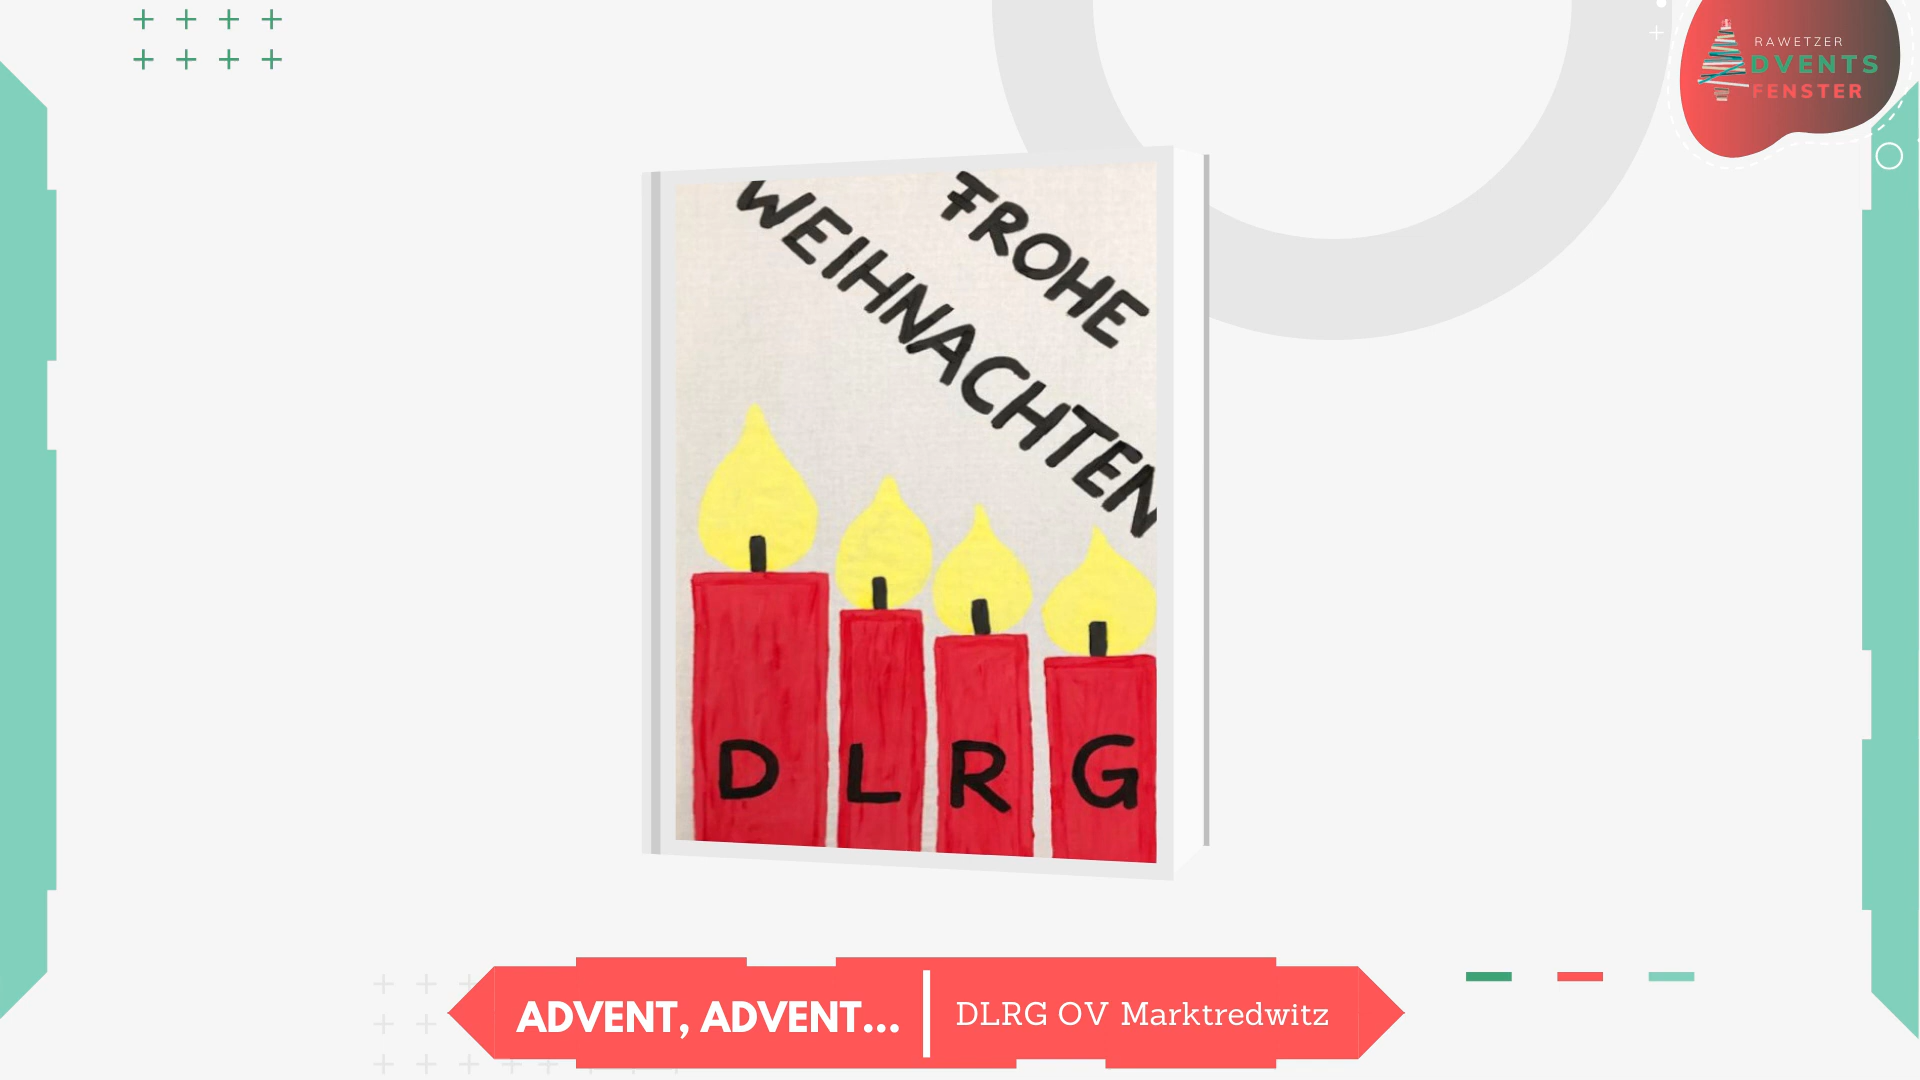 RAWETZER
DVENTS
FENSTER
FROHE
WEIHNACHTEN
D L R G
ADVENT, ADVENT...
DLRG OV Marktredwitz